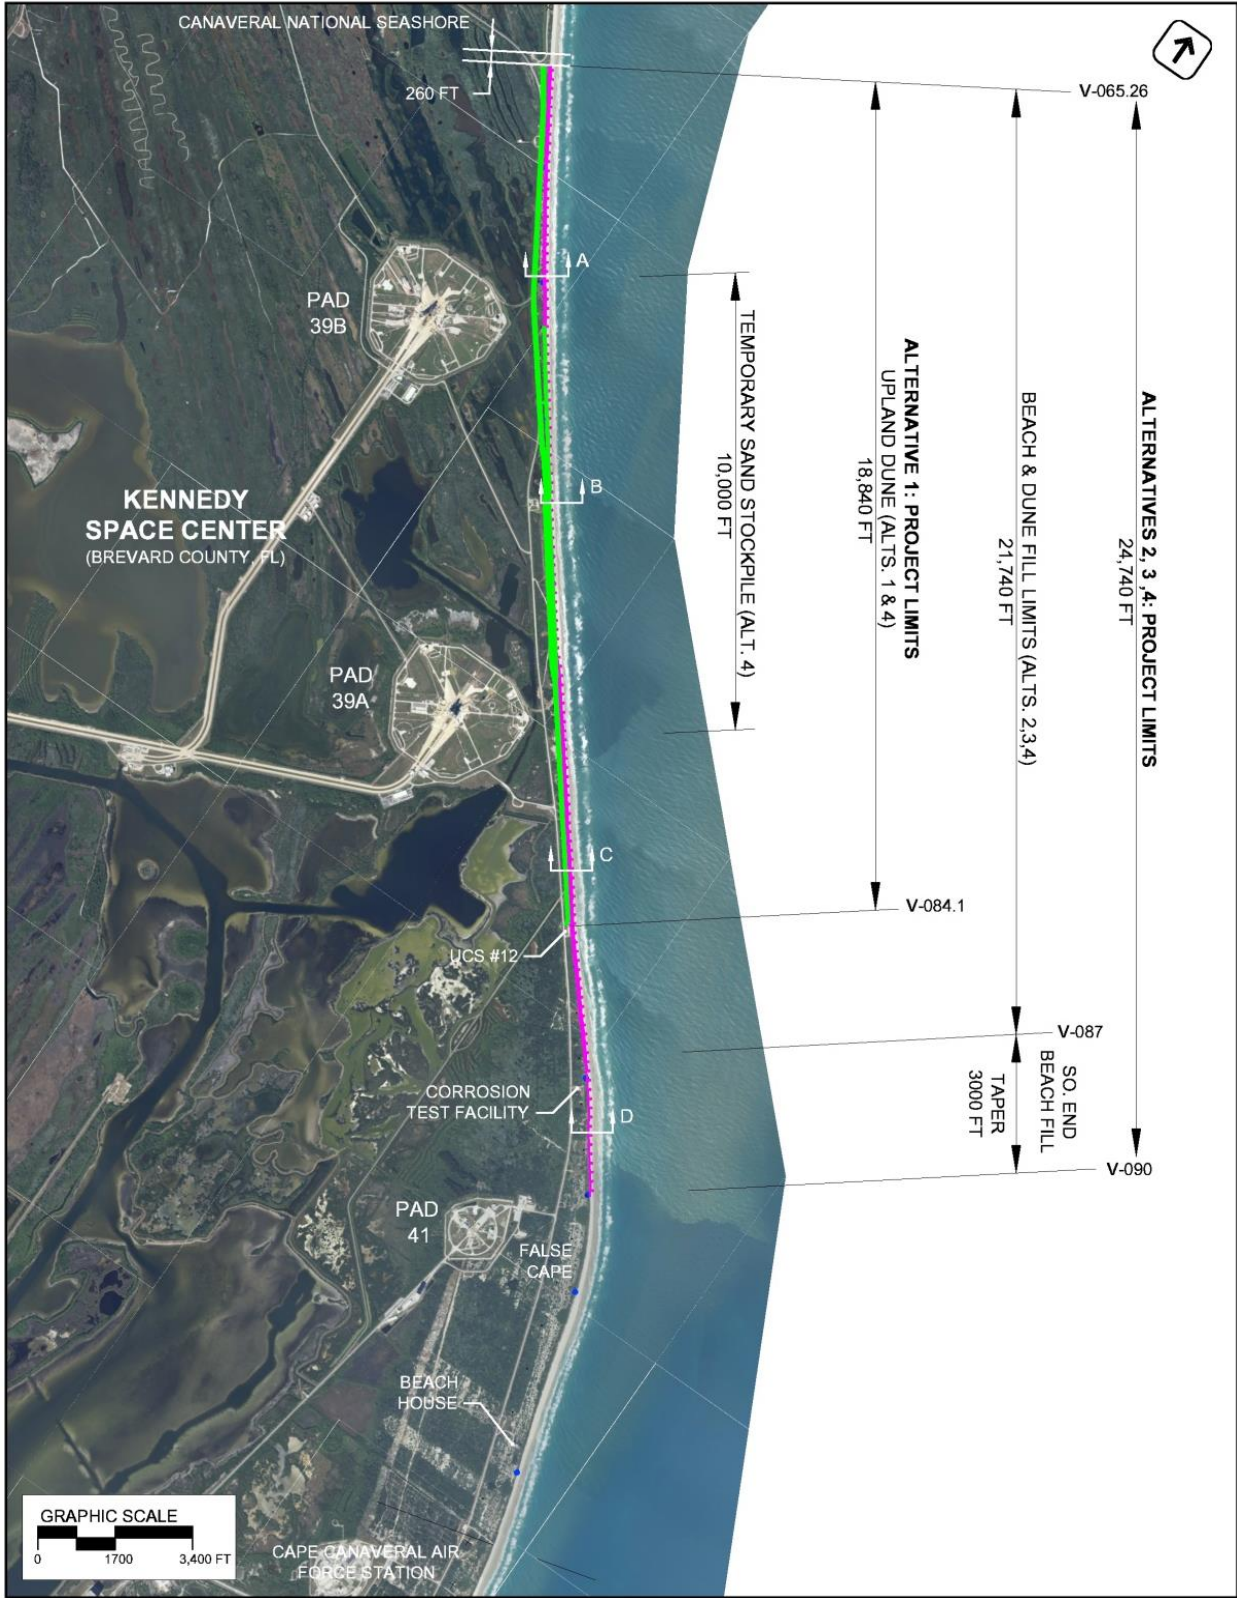 CANAVERAL NATIONAL SEASHORE
260 FT
V-065.26
A
PAD
39B
TEMPORARY SAND STOCKPILE (ALT. 4)
10,000 FT
ALTERNATIVE 1: PROJECT LIMITS
UPLAND DUNE (ALTS. 1 & 4)
18,840 FT
BEACH & DUNE FILL LIMITS (ALTS. 2,3,4)
21,740 FT
ALTERNATIVES 2, 3 ,4: PROJECT LIMITS
24,740 FT
B
KENNEDY
SPACE CENTER
(BREVARD COUNTY, FL)
PAD
39A
C
V-084.1
UCS #12
V-087
SO. END
BEACH FILL
TAPER
3000 FT
CORROSION
TEST FACILITY
D
V-090
PAD
41
FALSE
CAPE
BEACH
HOUSE
GRAPHIC SCALE
0 1700 3,400 FT
CAPE CANAVERAL AIR
FORCE STATION